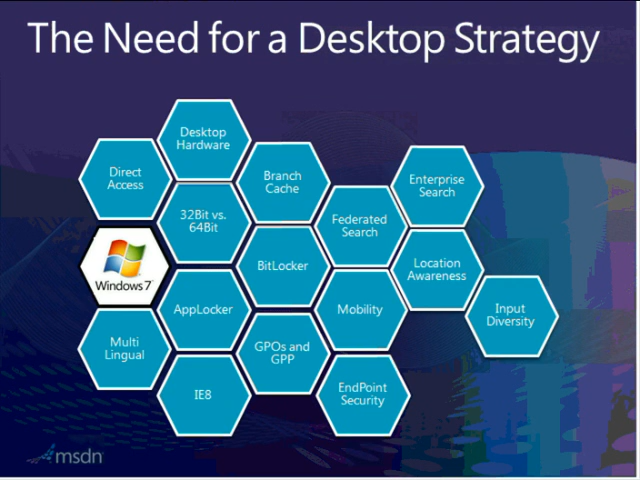 The Need for a Desktop Strategy
Desktop
Hardware
Direct
Access
Branch
Cache
Enterprise
Search
32Bit vs.
64Bit
Federated
Search
Windows 7
BitLocker
Location
Awareness
AppLocker
Mobility
Input
Diversity
Multi
Lingual
GPOs and
GPP
IE8
EndPoint
Security
msdn